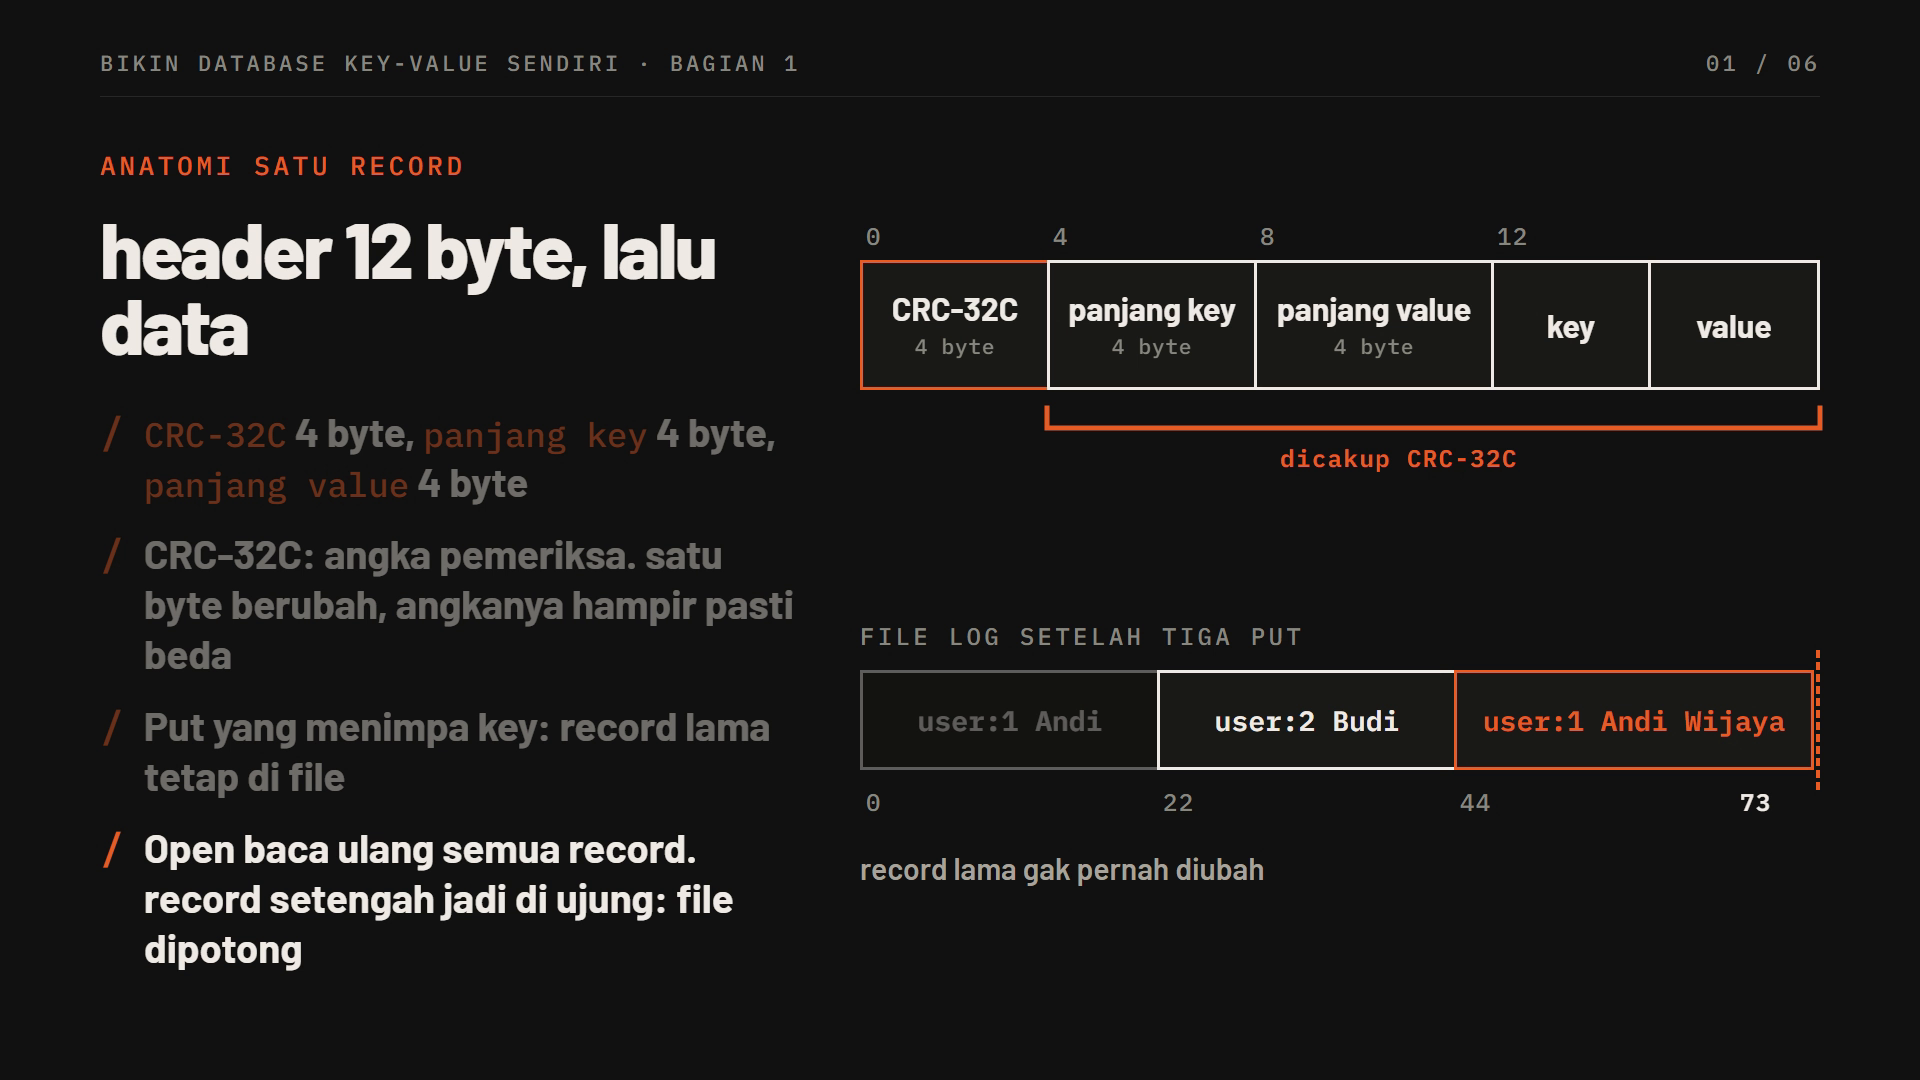 BIKIN DATABASE KEY-VALUE SENDIRI · BAGIAN 1
01 / 06
ANATOMI SATU RECORD
header 12 byte, lalu
data
/ CRC-32C 4 byte, panjang key 4 byte,
panjang value 4 byte
/ CRC-32C: angka pemeriksa. satu
byte berubah, angkanya hampir pasti
beda
/ Put yang menimpa key: record lama
tetap di file
/ Open baca ulang semua record.
record setengah jadi di ujung: file
dipotong
0 4 8 12
CRC-32C panjang key panjang value key value
4 byte 4 byte 4 byte
dicakup CRC-32C
FILE LOG SETELAH TIGA PUT
user:1 Andi user:2 Budi user:1 Andi Wijaya
0 22 44 73
record lama gak pernah diubah